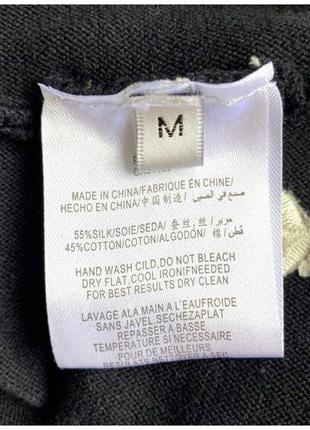 M
MADE IN CHINA/FABRIQUE EN CHINE/
HECHO EN CHINA/中国制造/ صنع في الصين
55%SILK/SOIE/SEDA/ 蚕丝,丝/ حرير/
45%COTTON/COTON/ALGODÓN/ 棉/ قطن
HAND WASH CILD,DO NOT BLEACH
DRY FLAT,COOL IRONIFNEEDED
FOR BEST RESULTS DRY CLEAN
LAVAGE ALA MAIN A L'EAUFROIDE
SANS JAVEL,SECHEZAPLAT
REPASSER A BASSE
TEMPERATURE SI NECESSAIRE
POUR DE MEILLEURS